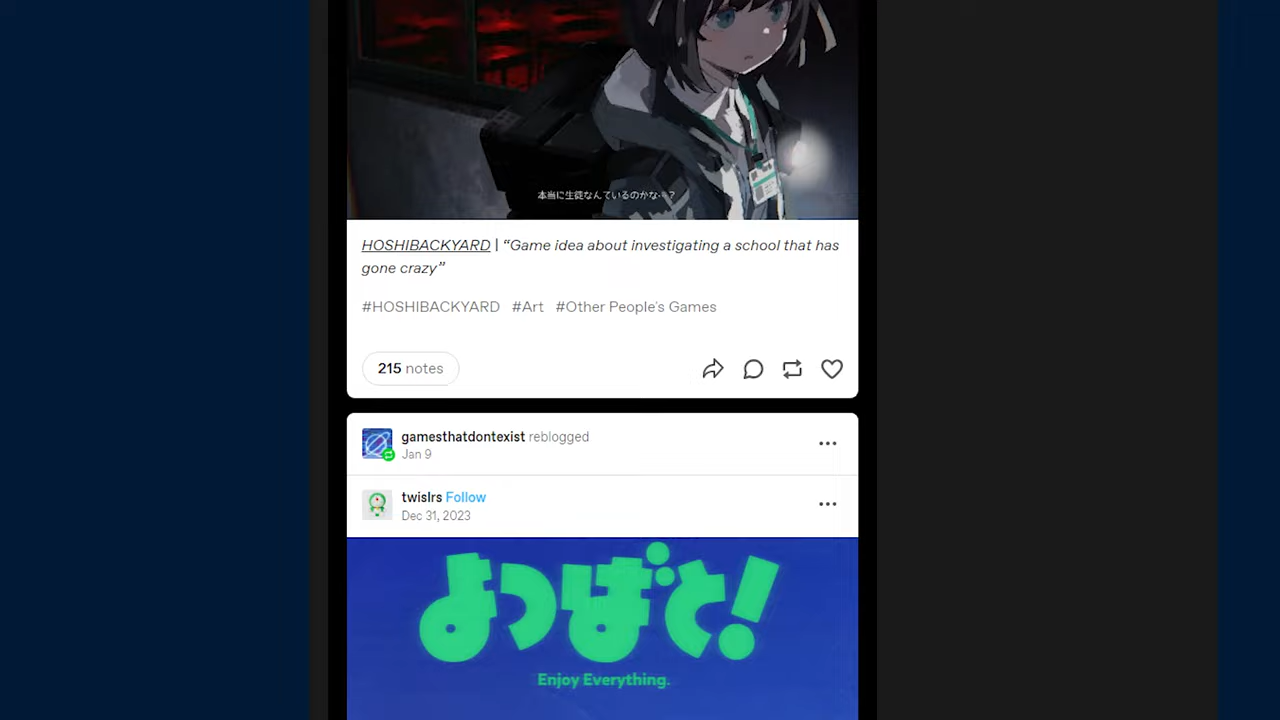 本当に生徒なんているのかな…?
HOSHIBACKYARD | “Game idea about investigating a school that has
gone crazy”
#HOSHIBACKYARD #Art #Other People's Games
215 notes
gamesthatdontexist reblogged
Jan 9
twislrs Follow
Dec 31, 2023
よつばと!
Enjoy Everything.